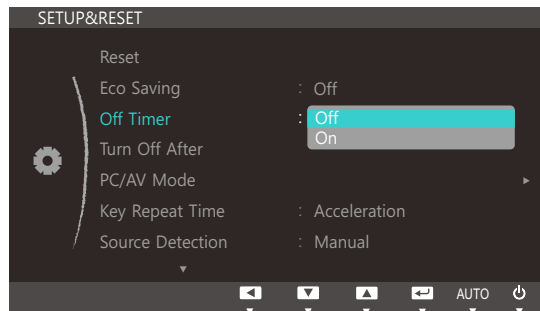 SETUP&RESET
Reset
Eco Saving : Off
Off Timer : Off
On
Turn Off After
PC/AV Mode
Key Repeat Time : Acceleration
Source Detection : Manual
AUTO